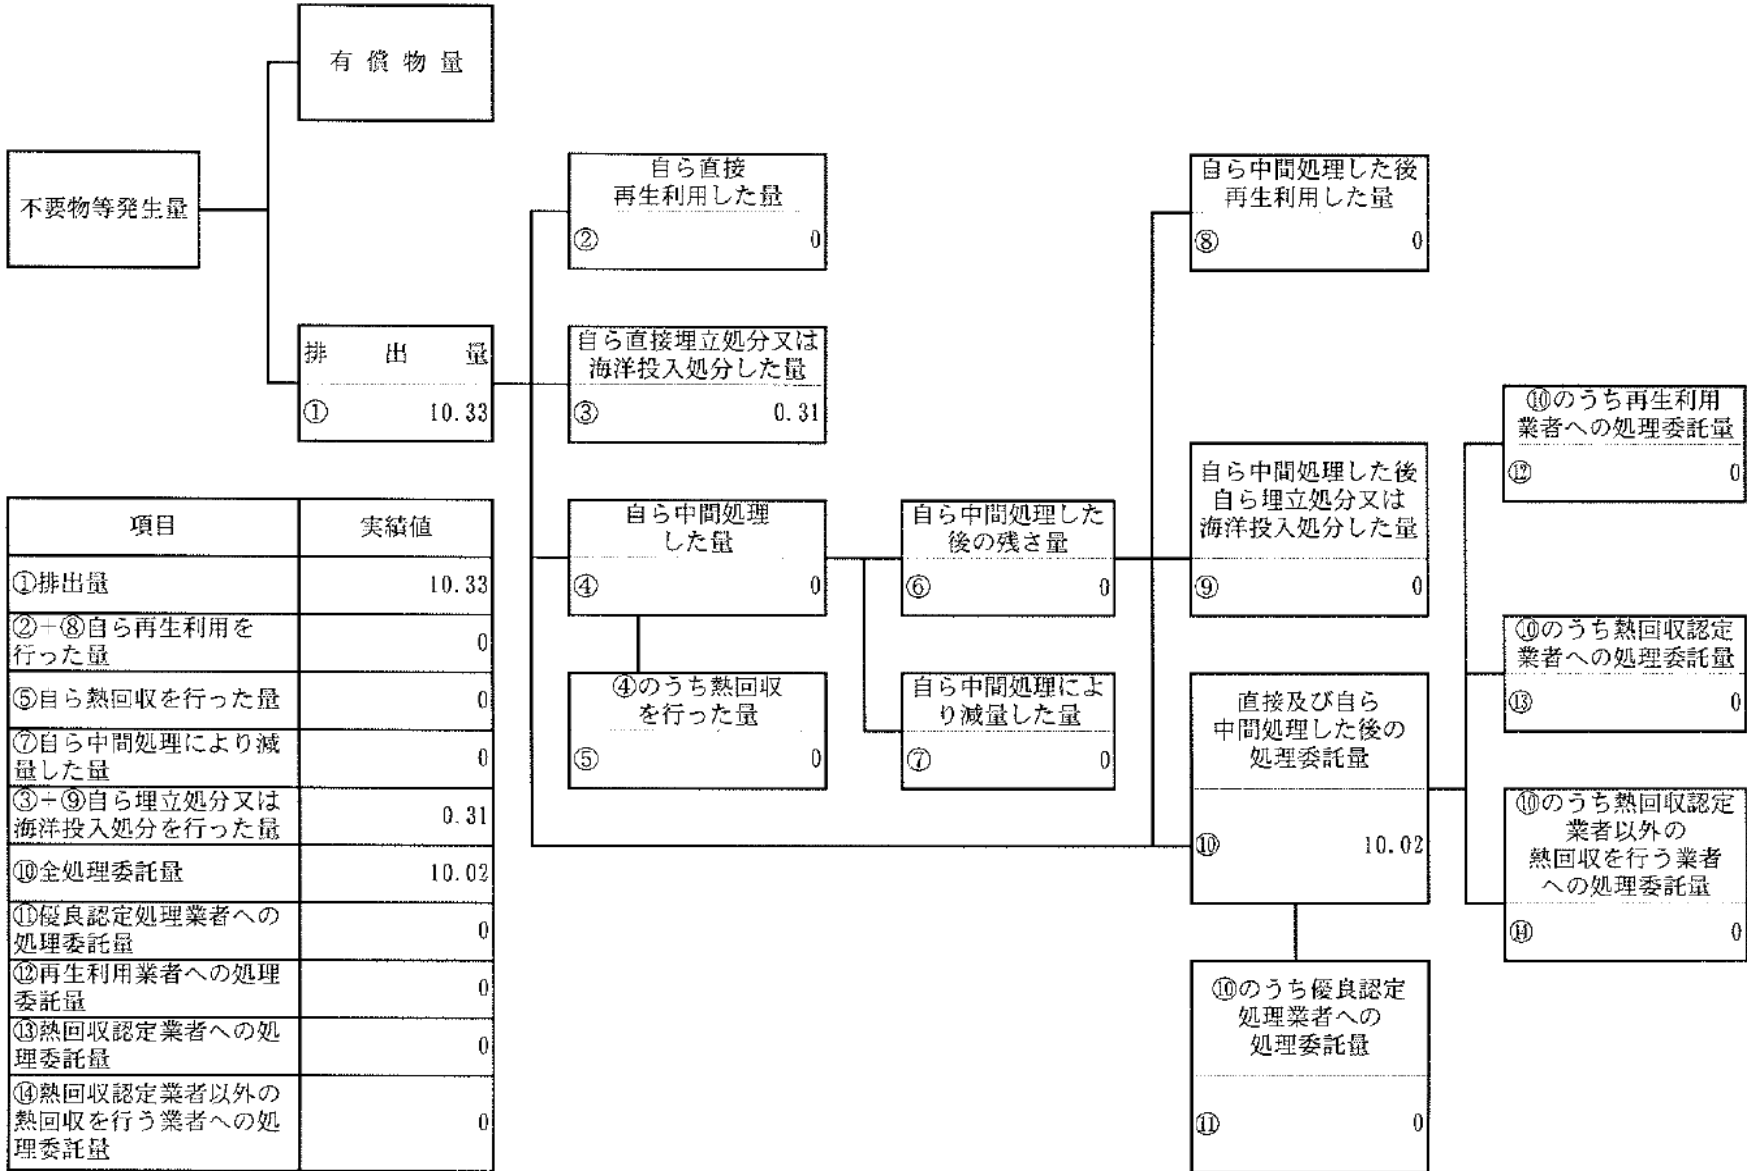 有償物量
不要物等発生量
排出量
① 10.33
自ら直接
再生利用した量
② 0
自ら直接埋立処分又は
海洋投入処分した量
③ 0.31
自ら中間処理
した量
④ 0
④のうち熱回収
を行った量
⑤ 0
自ら中間処理した
後の残さ量
⑥ 0
自ら中間処理によ
り減量した量
⑦ 0
自ら中間処理した後
再生利用した量
⑧ 0
自ら中間処理した後
自ら埋立処分又は
海洋投入処分した量
⑨ 0
直接及び自ら
中間処理した後の
処理委託量
⑩ 10.02
⑩のうち優良認定
処理業者への
処理委託量
⑪ 0
⑩のうち再生利用
業者への処理委託量
⑫ 0
⑩のうち熱回収認定
業者への処理委託量
⑬ 0
⑩のうち熱回収認定
業者以外の
熱回収を行う業者
への処理委託量
⑭ 0
項目 実績値
①排出量 10.33
②+⑧自ら再生利用を
行った量 0
⑤自ら熱回収を行った量 0
⑦自ら中間処理により減
量した量 0
③+⑨自ら埋立処分又は
海洋投入処分を行った量 0.31
⑩全処理委託量 10.02
⑪優良認定処理業者への
処理委託量 0
⑫再生利用業者への処理
委託量 0
⑬熱回収認定業者への処
理委託量 0
⑭熱回収認定業者以外の
熱回収を行う業者への処
理委託量 0